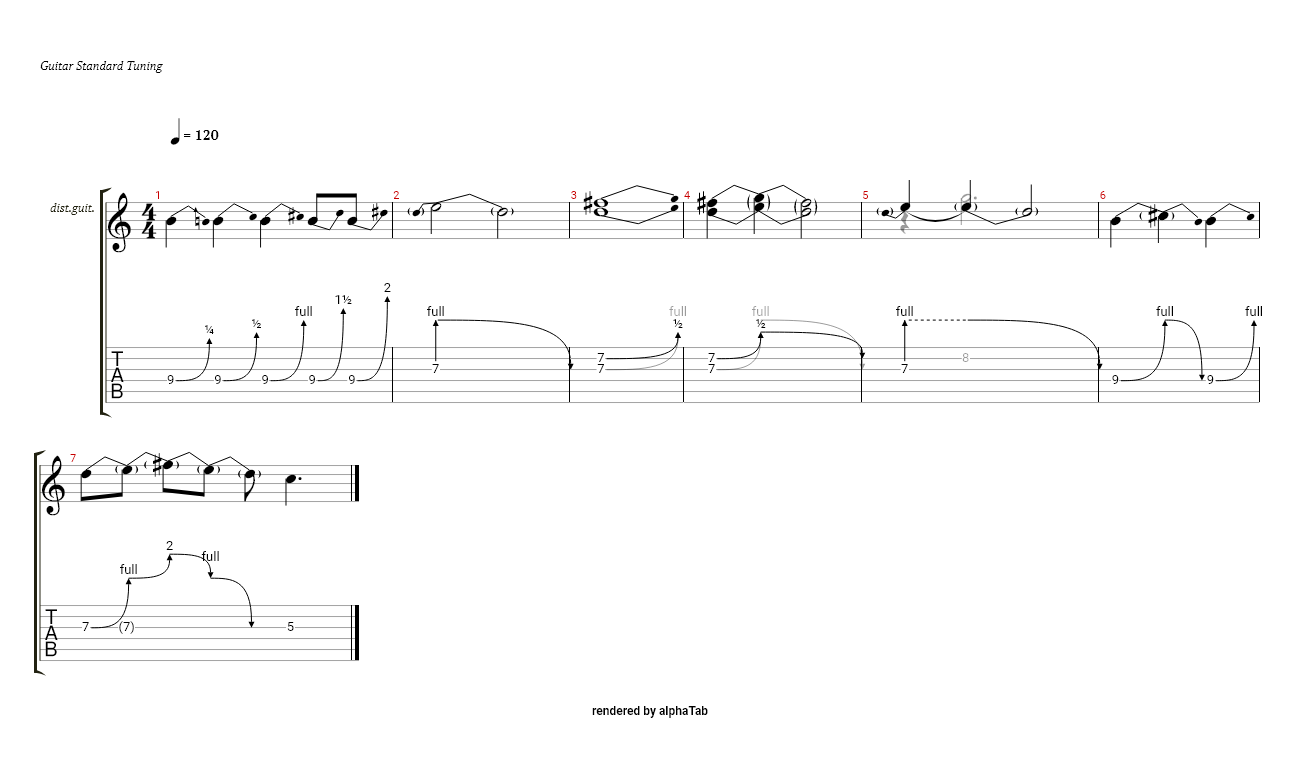 Guitar Standard Tuning
= 120
dist.guit.
1 2 3 4 5 6
4
4
2
1½
full full full full full full full
¼ ½ ½ ½
T
A
B
9 9 9 9 9 7 7 7 7 7 7 8 9 9
7
2
full full
T
A
B
7 (7) 5
rendered by alphaTab